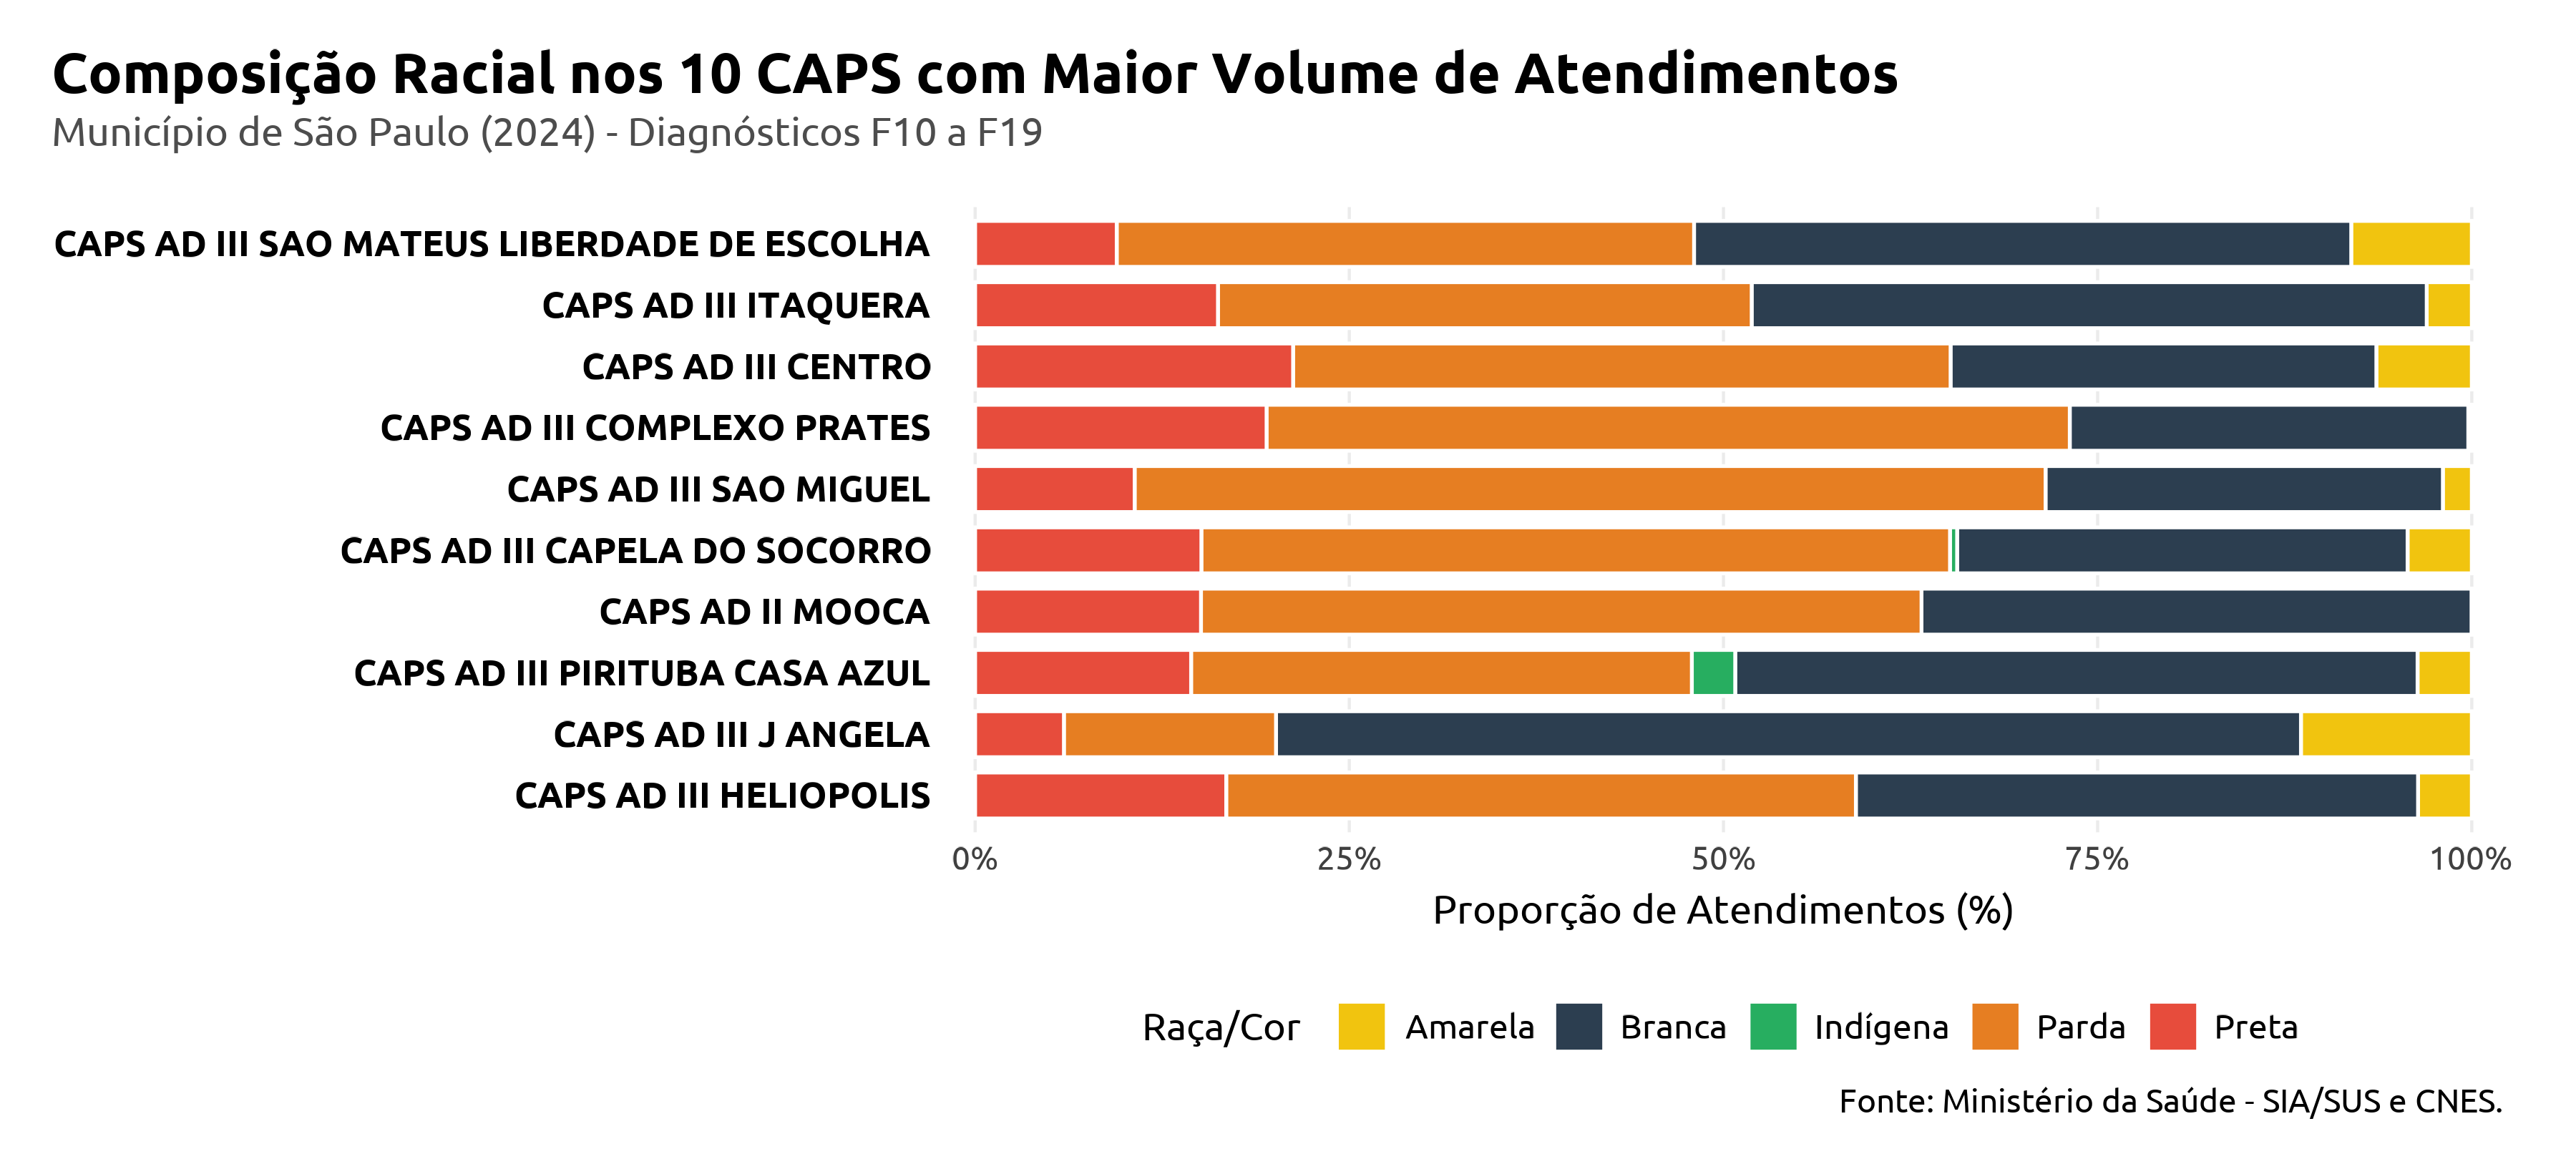 Composição Racial nos 10 CAPS com Maior Volume de Atendimentos
Município de São Paulo (2024) - Diagnósticos F10 a F19
CAPS AD III SAO MATEUS LIBERDADE DE ESCOLHA
CAPS AD III ITAQUERA
CAPS AD III CENTRO
CAPS AD III COMPLEXO PRATES
CAPS AD III SAO MIGUEL
CAPS AD III CAPELA DO SOCORRO
CAPS AD II MOOCA
CAPS AD III PIRITUBA CASA AZUL
CAPS AD III J ANGELA
CAPS AD III HELIOPOLIS
0% 25% 50% 75% 100%
Proporção de Atendimentos (%)
Raça/Cor Amarela Branca Indígena Parda Preta
Fonte: Ministério da Saúde - SIA/SUS e CNES.